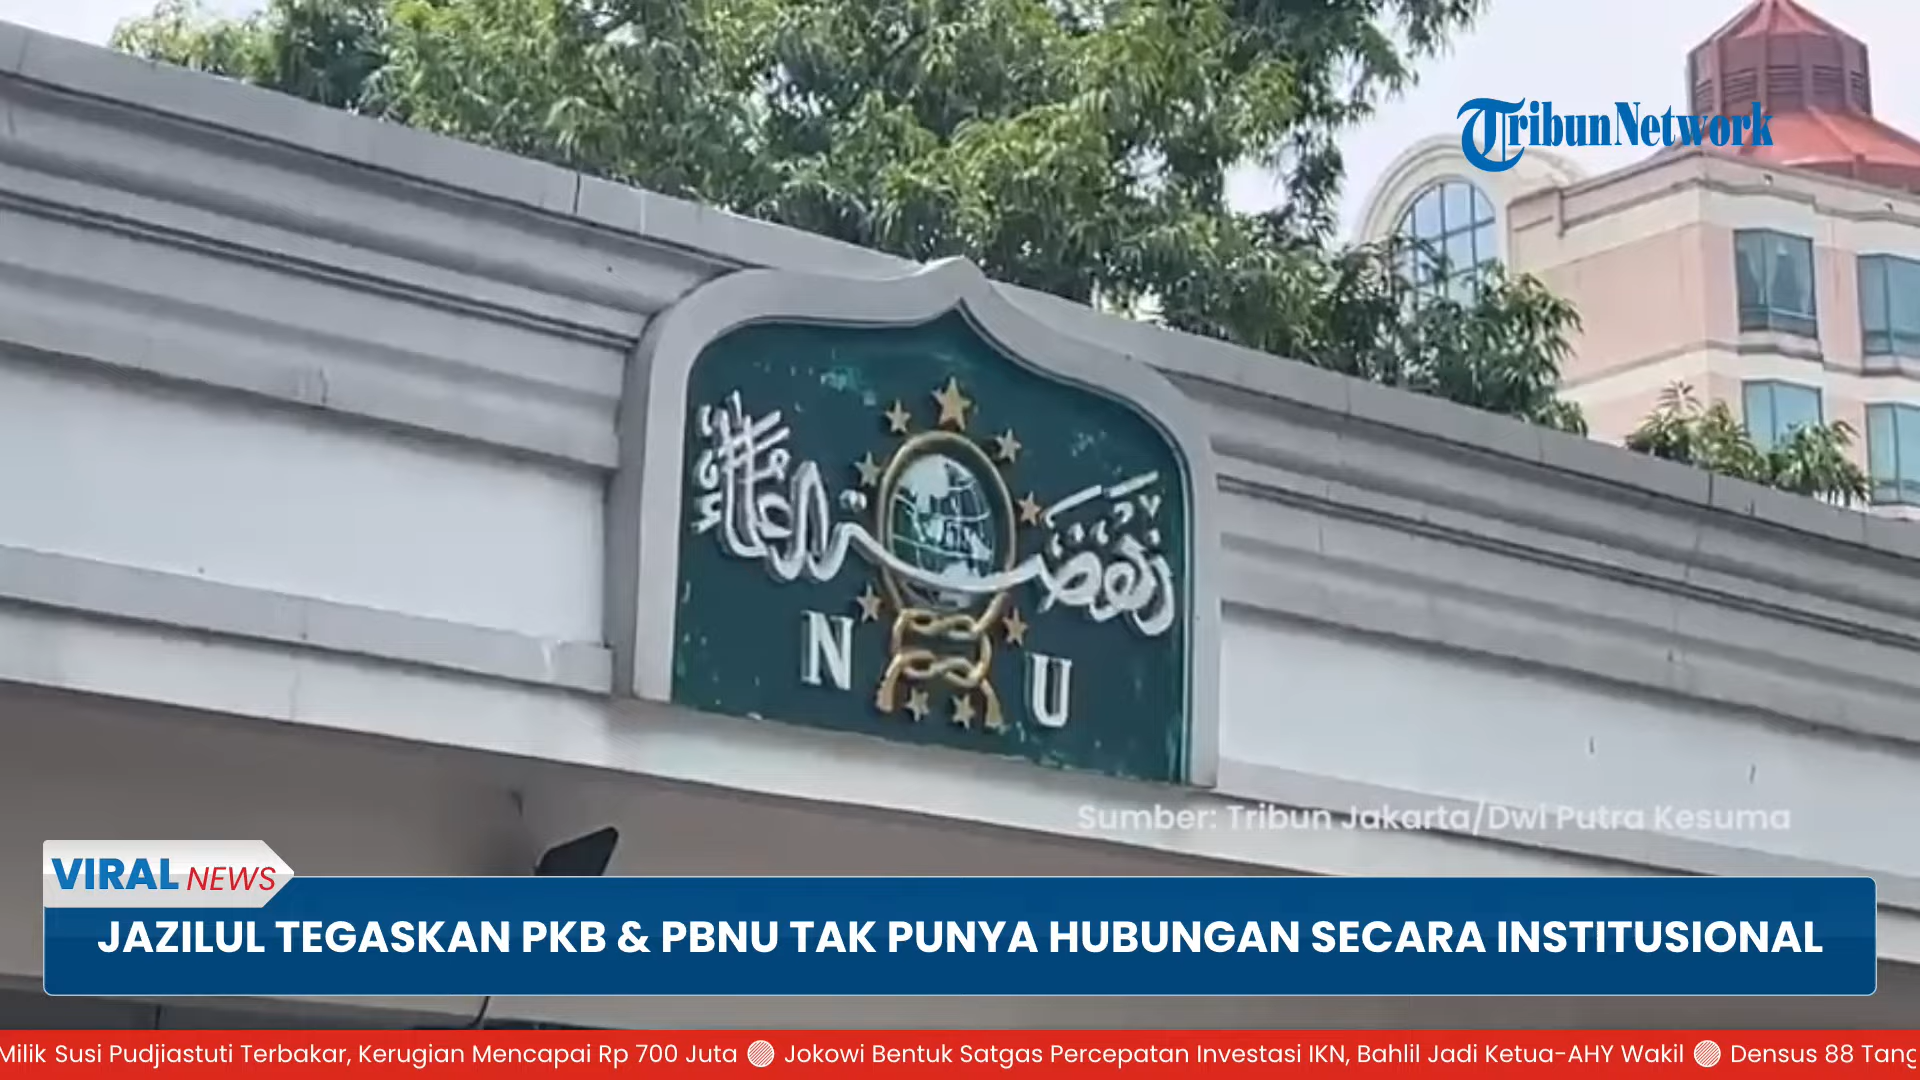 TribunNetwork
نهضة العلماء
N U
Sumber: Tribun Jakarta/Dwi Putra Kesuma
VIRAL NEWS
JAZILUL TEGASKAN PKB & PBNU TAK PUNYA HUBUNGAN SECARA INSTITUSIONAL
Milik Susi Pudjiastuti Terbakar, Kerugian Mencapai Rp 700 Juta Jokowi Bentuk Satgas Percepatan Investasi IKN, Bahlil Jadi Ketua-AHY Wakil Densus 88 Tang